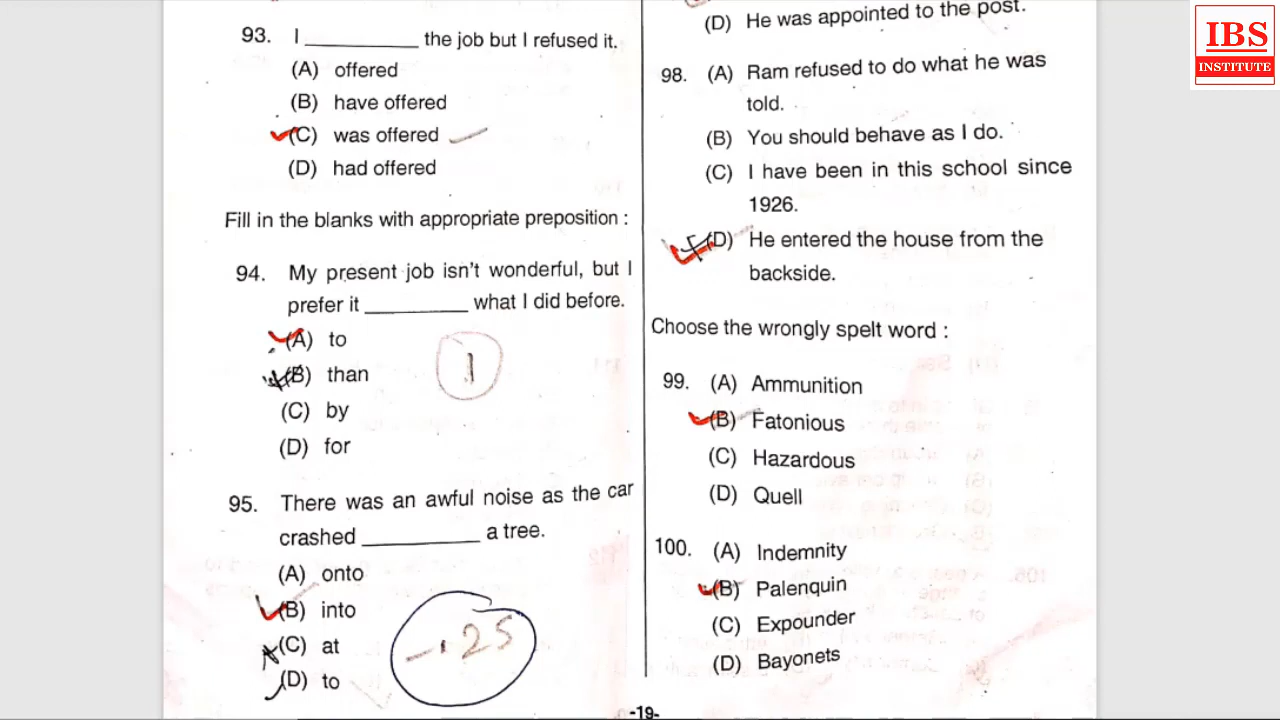 93. I __________ the job but I refused it.
(A) offered
(B) have offered
(C) was offered
(D) had offered
Fill in the blanks with appropriate preposition :
94. My present job isn't wonderful, but I
prefer it _________ what I did before.
(A) to
(B) than
(C) by
(D) for
1
95. There was an awful noise as the car
crashed __________ a tree.
(A) onto
(B) into
(C) at
(D) to
-.25
(D) He was appointed to the post.
98. (A) Ram refused to do what he was
told.
(B) You should behave as I do.
(C) I have been in this school since
1926.
(D) He entered the house from the
backside.
Choose the wrongly spelt word :
99. (A) Ammunition
(B) Fatonious
(C) Hazardous
(D) Quell
100. (A) Indemnity
(B) Palenquin
(C) Expounder
(D) Bayonets
-19-
IBS
INSTITUTE